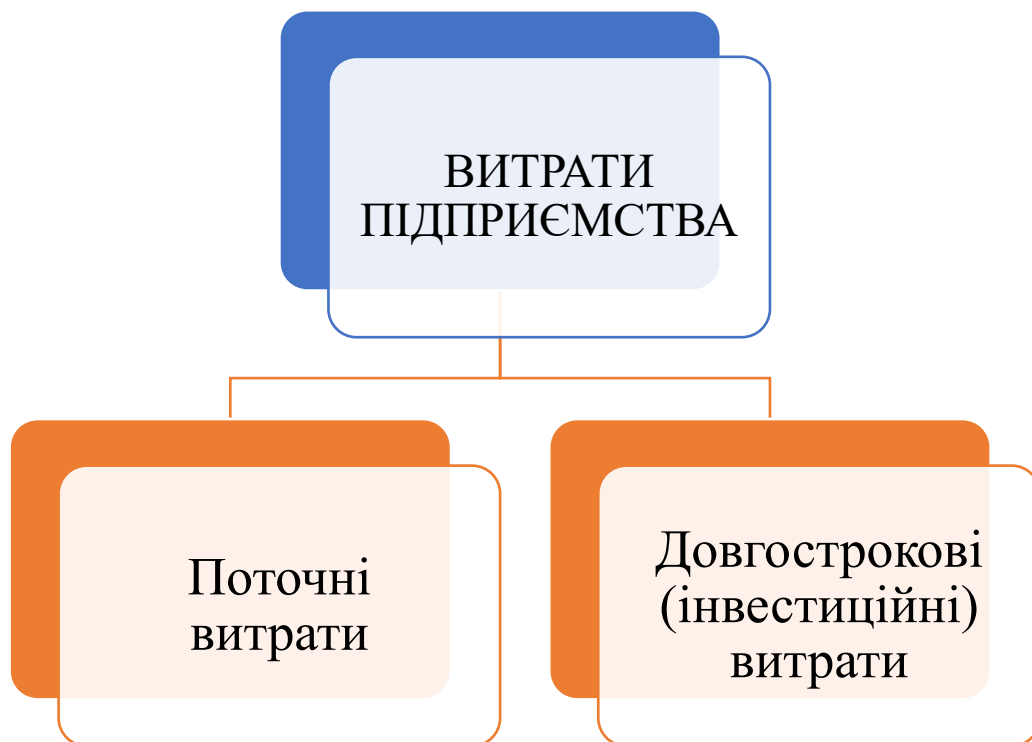 ВИТРАТИ
ПІДПРИЄМСТВА
Поточні
витрати
Довгострокові
(інвестиційні)
витрати